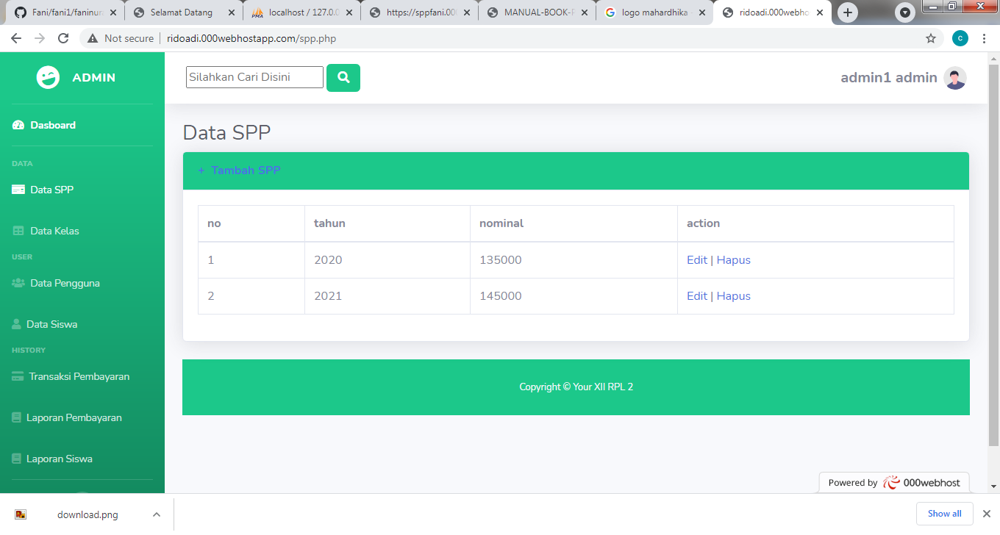 Fani/fani1/faninura
Selamat Datang
localhost / 127.0.0
https://sppfani.00
MANUAL-BOOK-P
logo mahardhika -
ridoadi.000webho
Not secure
ridoadi.000webhostapp.com/spp.php
c
ADMIN
Silahkan Cari Disini
admin1 admin
Dasboard
DATA
Data SPP
Data Kelas
USER
Data Pengguna
Data Siswa
HISTORY
Transaksi Pembayaran
Laporan Pembayaran
Laporan Siswa
Data SPP
+ Tambah SPP
no tahun nominal action
1 2020 135000 Edit | Hapus
2 2021 145000 Edit | Hapus
Copyright © Your XII RPL 2
Powered by 000webhost
download.png
Show all